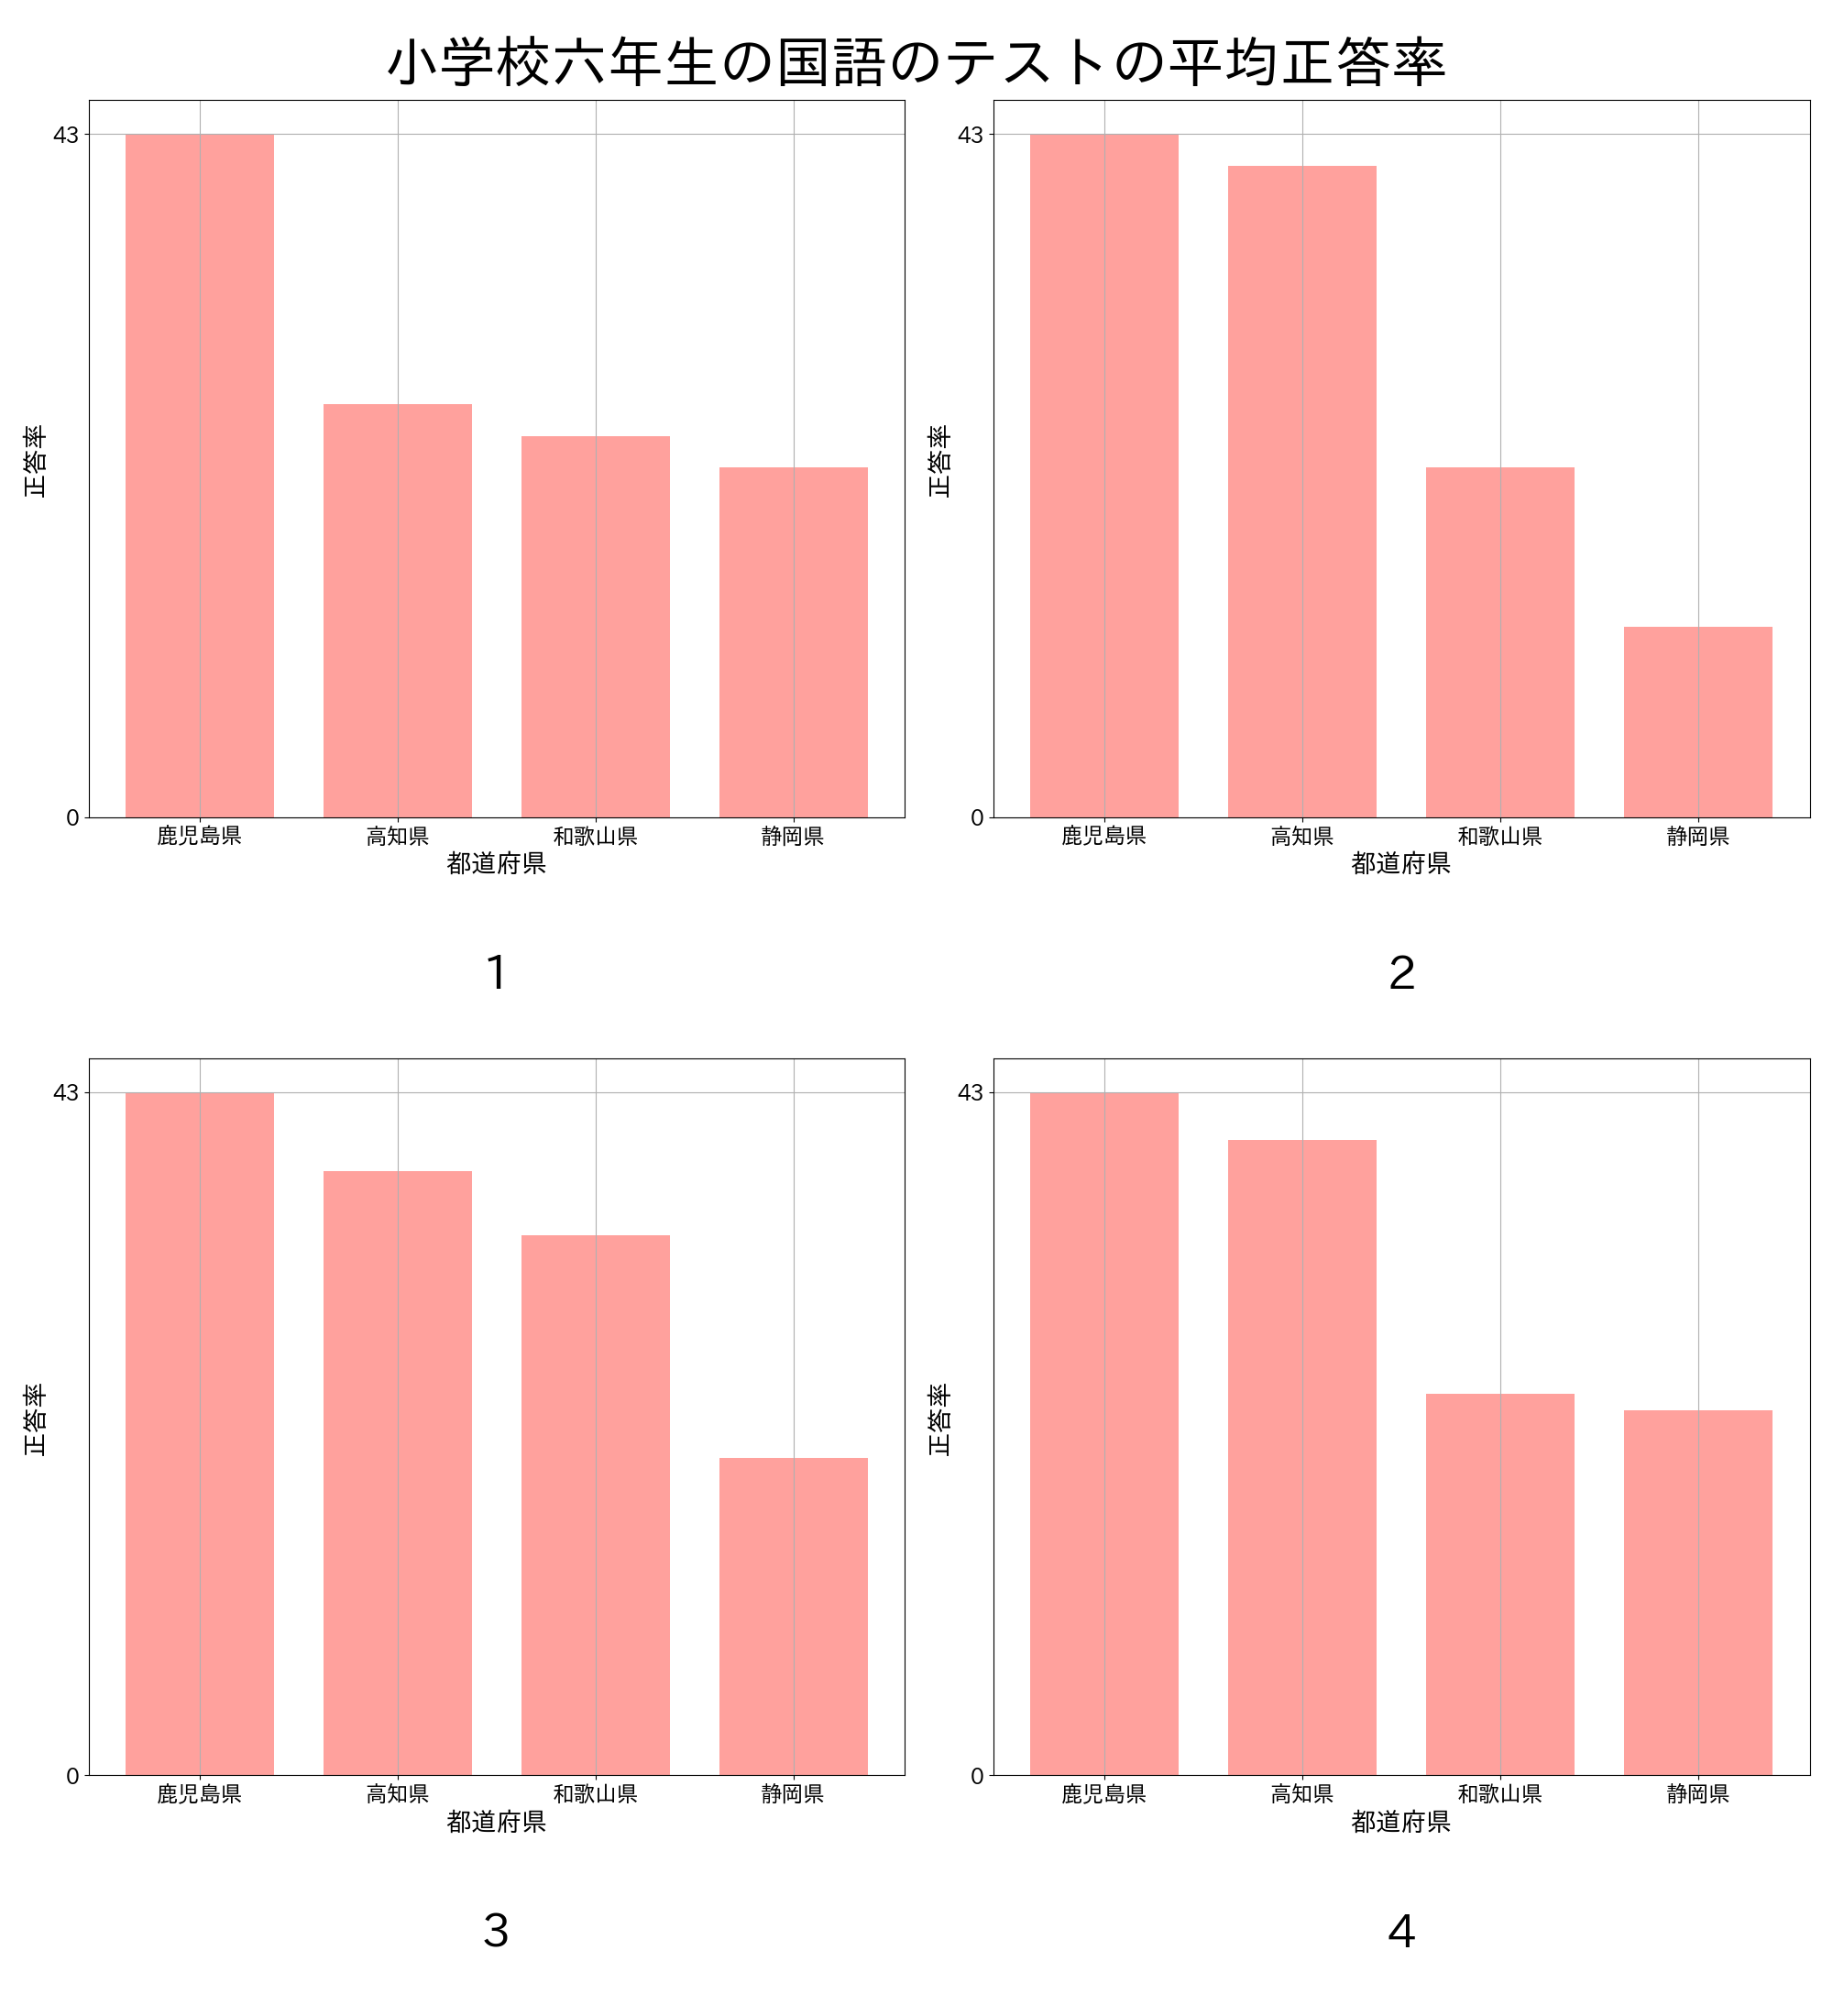 小学校六年生の国語のテストの平均正答率
43
0
正答率
鹿児島県 高知県 和歌山県 静岡県
都道府県
1
43
0
正答率
鹿児島県 高知県 和歌山県 静岡県
都道府県
2
43
0
正答率
鹿児島県 高知県 和歌山県 静岡県
都道府県
3
43
0
正答率
鹿児島県 高知県 和歌山県 静岡県
都道府県
4